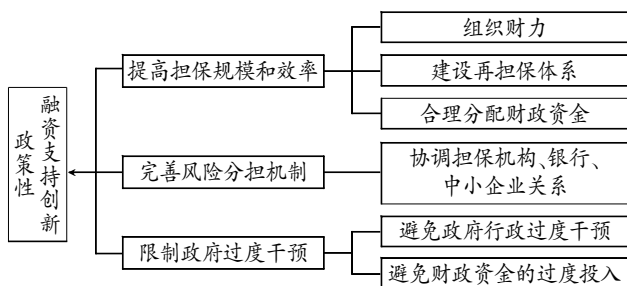 政策性
融资支持创新
提高担保规模和效率
组织财力
建设再担保体系
合理分配财政资金
完善风险分担机制
协调担保机构、银行、
中小企业关系
限制政府过度干预
避免政府行政过度干预
避免财政资金的过度投入